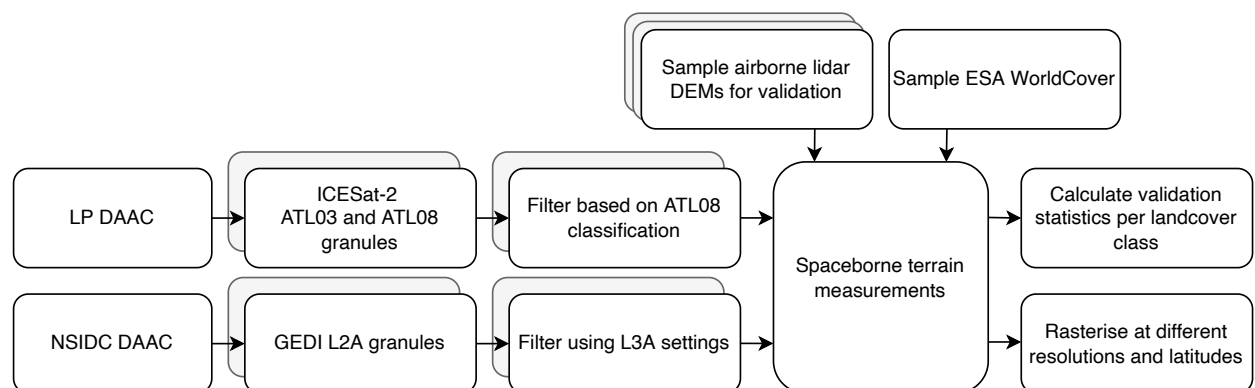 Sample airborne lidar
DEMs for validation
Sample ESA WorldCover
LP DAAC
ICESat-2
ATL03 and ATL08
granules
Filter based on ATL08
classification
Spaceborne terrain
measurements
Calculate validation
statistics per landcover
class
NSIDC DAAC
GEDI L2A granules
Filter using L3A settings
Rasterise at different
resolutions and latitudes